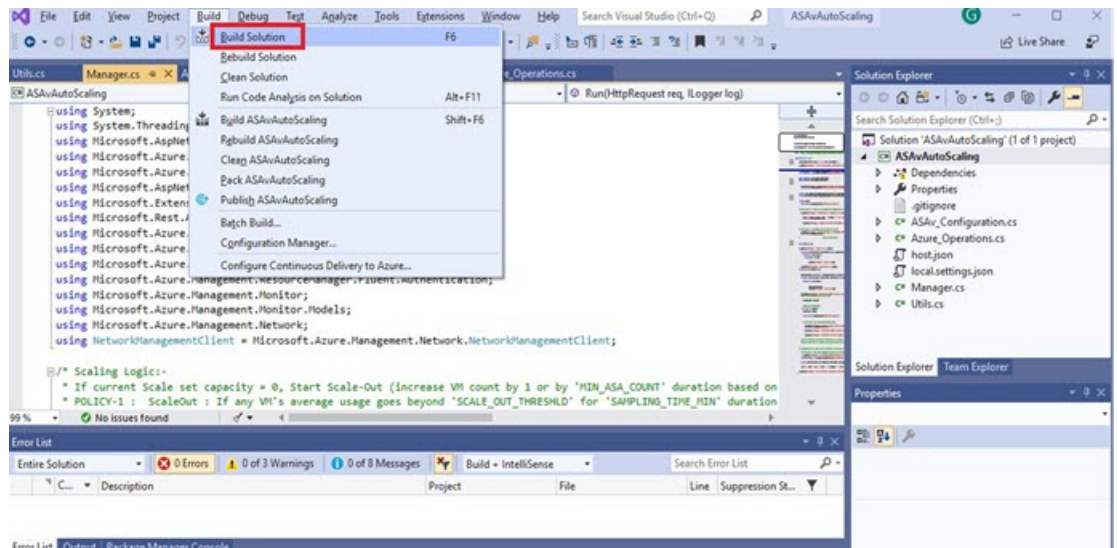 File Edit View Project Build Debug Test Analyze Tools Extensions Window Help Search Visual Studio (Ctrl+Q) ASAvAutoScaling G
Live Share
Build Solution F6
Rebuild Solution
Clean Solution
Run Code Analysis on Solution Alt+F11
Build ASAvAutoScaling Shift+F6
Rebuild ASAvAutoScaling
Clean ASAvAutoScaling
Pack ASAvAutoScaling
Publish ASAvAutoScaling
Batch Build...
Configuration Manager...
Configure Continuous Delivery to Azure...
Utils.cs Manager.cs A e_Operations.cs
ASAvAutoScaling Run(HttpRequest req, ILogger log)
using System;
using System.Threading
using Microsoft.AspNet
using Microsoft.Azure.
using Microsoft.Azure.
using Microsoft.AspNet
using Microsoft.Extens
using Microsoft.Rest.A
using Microsoft.Azure.
using Microsoft.Azure.
using Microsoft.Azure.
using Microsoft.Azure.Management.ResourceManager.Fluent.Authentication;
using Microsoft.Azure.Management.Monitor;
using Microsoft.Azure.Management.Monitor.Models;
using Microsoft.Azure.Management.Network;
using NetworkManagementClient = Microsoft.Azure.Management.Network.NetworkManagementClient;
/* Scaling Logic:-
* If current Scale set capacity = 0, Start Scale-Out (increase VM count by 1 or by 'MIN_ASA_COUNT' duration based on
* POLICY-1 : ScaleOut : If any VM's average usage goes beyond 'SCALE_OUT_THRESHLD' for 'SAMPLING_TIME_MIN' duration
99 % No issues found
Error List
Entire Solution 0 Errors 0 of 3 Warnings 0 of 8 Messages Build + IntelliSense Search Error List
C... Description Project File Line Suppression St...
Error List Output Package Manager Console
Solution Explorer
Search Solution Explorer (Ctrl+;)
Solution 'ASAvAutoScaling' (1 of 1 project)
ASAvAutoScaling
Dependencies
Properties
.gitignore
ASAv_Configuration.cs
Azure_Operations.cs
host.json
local.settings.json
Manager.cs
Utils.cs
Solution Explorer Team Explorer
Properties